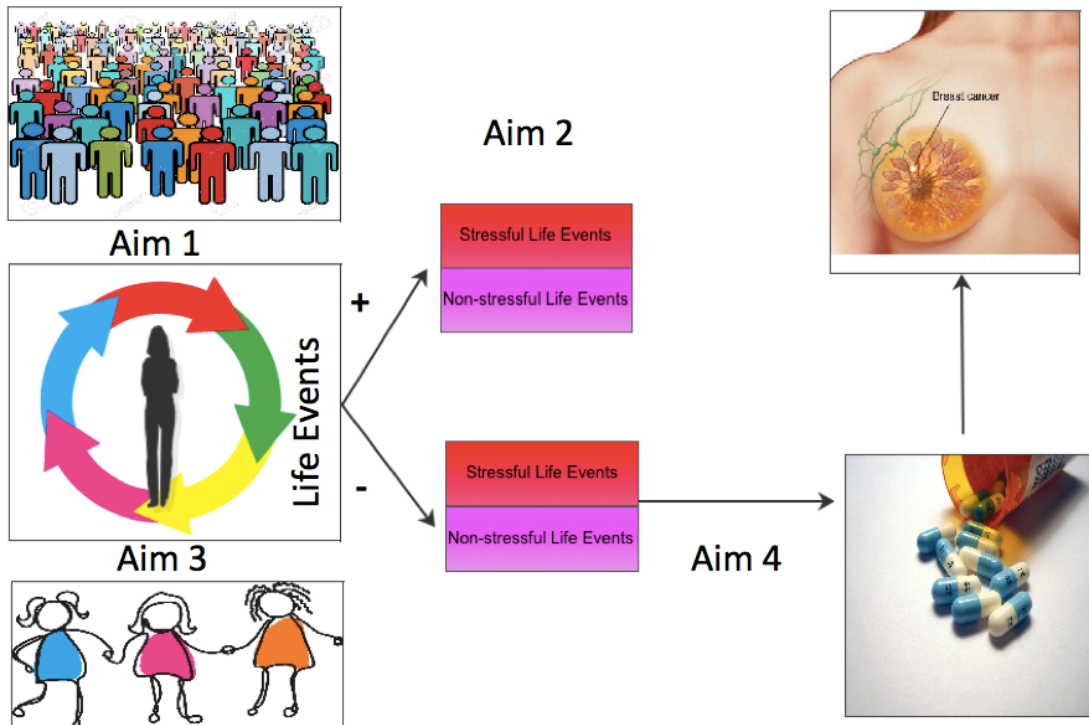 Aim 1
Aim 2
Life Events
+
-
Stressful Life Events
Non-stressful Life Events
Stressful Life Events
Non-stressful Life Events
Breast cancer
Aim 3
Aim 4